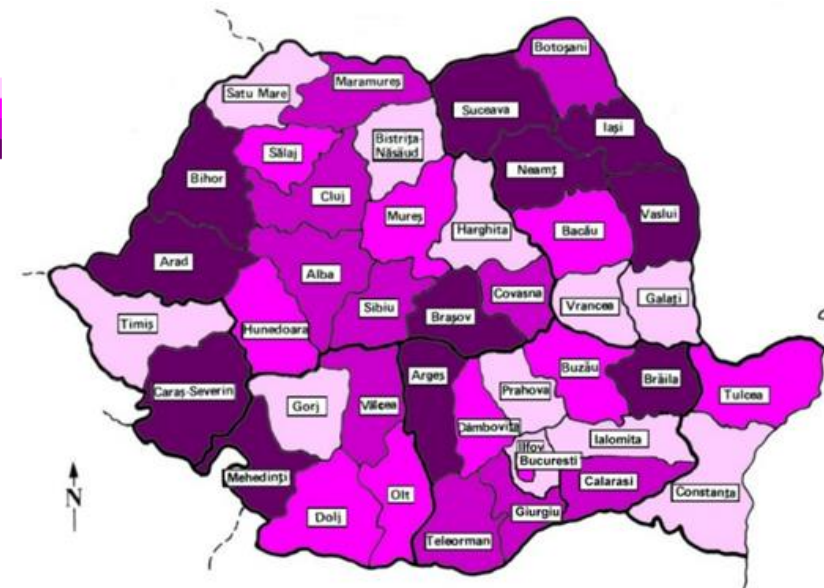 Botoșani
Maramureș
Satu Mare
Suceava
Iași
Bistrița-
Năsăud
Sălaj
Neamț
Bihor
Cluj
Mureș
Vaslui
Harghita
Bacău
Arad
Alba
Covasna
Sibiu
Brașov
Vrancea
Galați
Timiș
Hunedoara
Buzău
Argeș
Prahova
Brăila
Caraș-Severin
Tulcea
Gorj
Vâlcea
Dâmbovița
Ialomita
Ilfov
Bucuresti
Mehedinți
Calarasi
Constanța
Olt
Giurgiu
Dolj
Teleorman
N